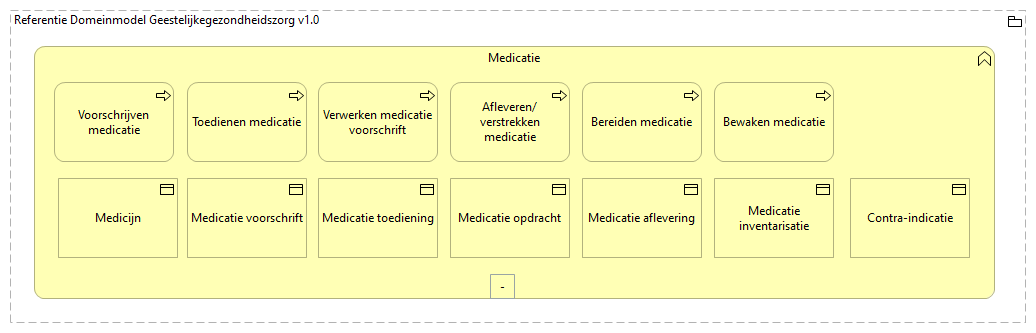 Referentie Domeinmodel Geestelijkegezondheidszorg v1.0
Medicatie
Voorschrijven
medicatie
Toedienen medicatie
Verwerken medicatie
voorschrift
Afleveren/
verstrekken
medicatie
Bereiden medicatie
Bewaken medicatie
Medicijn
Medicatie voorschrift
Medicatie toediening
Medicatie opdracht
Medicatie aflevering
Medicatie
inventarisatie
Contra-indicatie
-